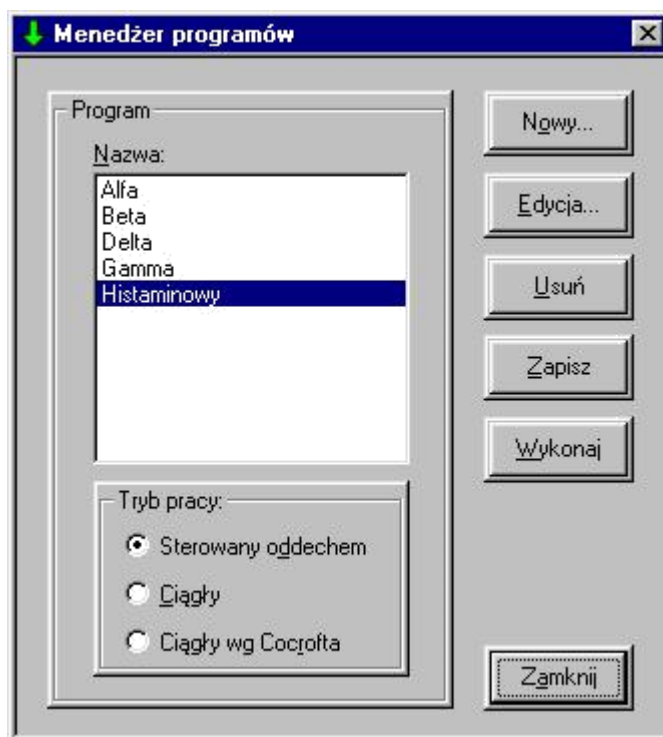 Menedżer programów
Program
Nazwa:
Alfa
Beta
Delta
Gamma
Histaminowy
Tryb pracy:
Sterowany oddechem
Ciągły
Ciągły wg Cocrofta
Nowy...
Edycja...
Usuń
Zapisz
Wykonaj
Zamknij